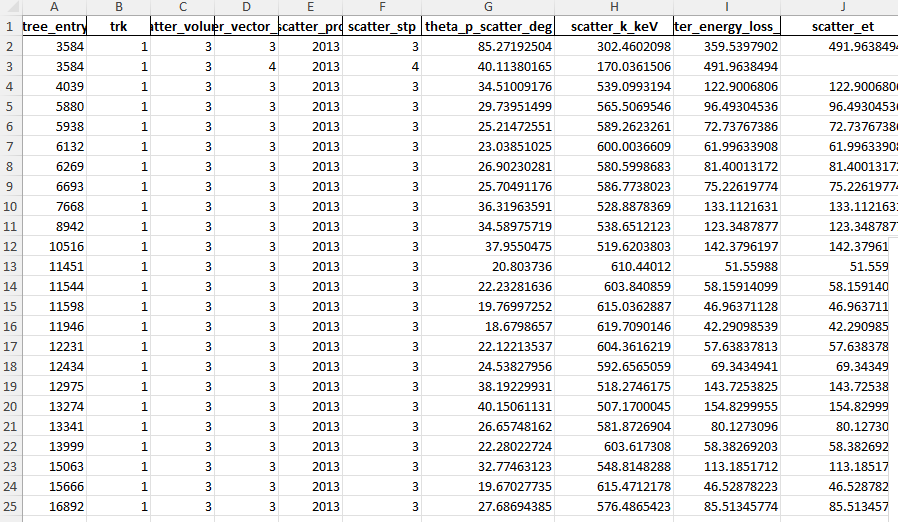 A B C D E F G H I J
1 tree_entry trk atter_volu er_vector_ scatter_pro scatter_stp theta_p_scatter_deg scatter_k_keV ter_energy_loss_ scatter_et
2 3584 1 3 3 2013 3 85.27192504 302.4602098 359.5397902 491.9638494
3 3584 1 3 4 2013 4 40.11380165 170.0361506 491.9638494
4 4039 1 3 3 2013 3 34.51009176 539.0993194 122.9006806 122.9006806
5 5880 1 3 3 2013 3 29.73951499 565.5069546 96.49304536 96.49304536
6 5938 1 3 3 2013 3 25.21472551 589.2623261 72.73767386 72.73767386
7 6132 1 3 3 2013 3 23.03851025 600.0036609 61.99633908 61.99633908
8 6269 1 3 3 2013 3 26.90230281 580.5998683 81.40013172 81.40013172
9 6693 1 3 3 2013 3 25.70491176 586.7738023 75.22619774 75.22619774
10 7668 1 3 3 2013 3 36.31963591 528.8878369 133.1121631 133.1121631
11 8942 1 3 3 2013 3 34.58975719 538.6512123 123.3487877 123.3487877
12 10516 1 3 3 2013 3 37.9550475 519.6203803 142.3796197 142.37961
13 11451 1 3 3 2013 3 20.803736 610.44012 51.55988 51.559
14 11544 1 3 3 2013 3 22.23281636 603.840859 58.15914099 58.159140
15 11598 1 3 3 2013 3 19.76997252 615.0362887 46.96371128 46.963711
16 11946 1 3 3 2013 3 18.6798657 619.7090146 42.29098539 42.290985
17 12231 1 3 3 2013 3 22.12213537 604.3616219 57.63837813 57.638378
18 12434 1 3 3 2013 3 24.53827956 592.6565059 69.3434941 69.34349
19 12975 1 3 3 2013 3 38.19229931 518.2746175 143.7253825 143.72538
20 13274 1 3 3 2013 3 40.15061131 507.1700045 154.8299955 154.82999
21 13341 1 3 3 2013 3 26.65748162 581.8726904 80.1273096 80.12730
22 13999 1 3 3 2013 3 22.28022724 603.617308 58.38269203 58.382692
23 15063 1 3 3 2013 3 32.77463123 548.8148288 113.1851712 113.18517
24 15666 1 3 3 2013 3 19.67027735 615.4712178 46.52878223 46.528782
25 16892 1 3 3 2013 3 27.68694385 576.4865423 85.51345774 85.513457